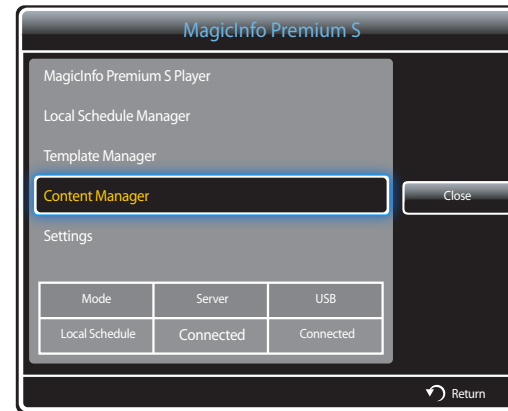 MagicInfo Premium S
MagicInfo Premium S Player
Local Schedule Manager
Template Manager
Content Manager
Close
Settings
Mode Server USB
Local Schedule Connected Connected
Return